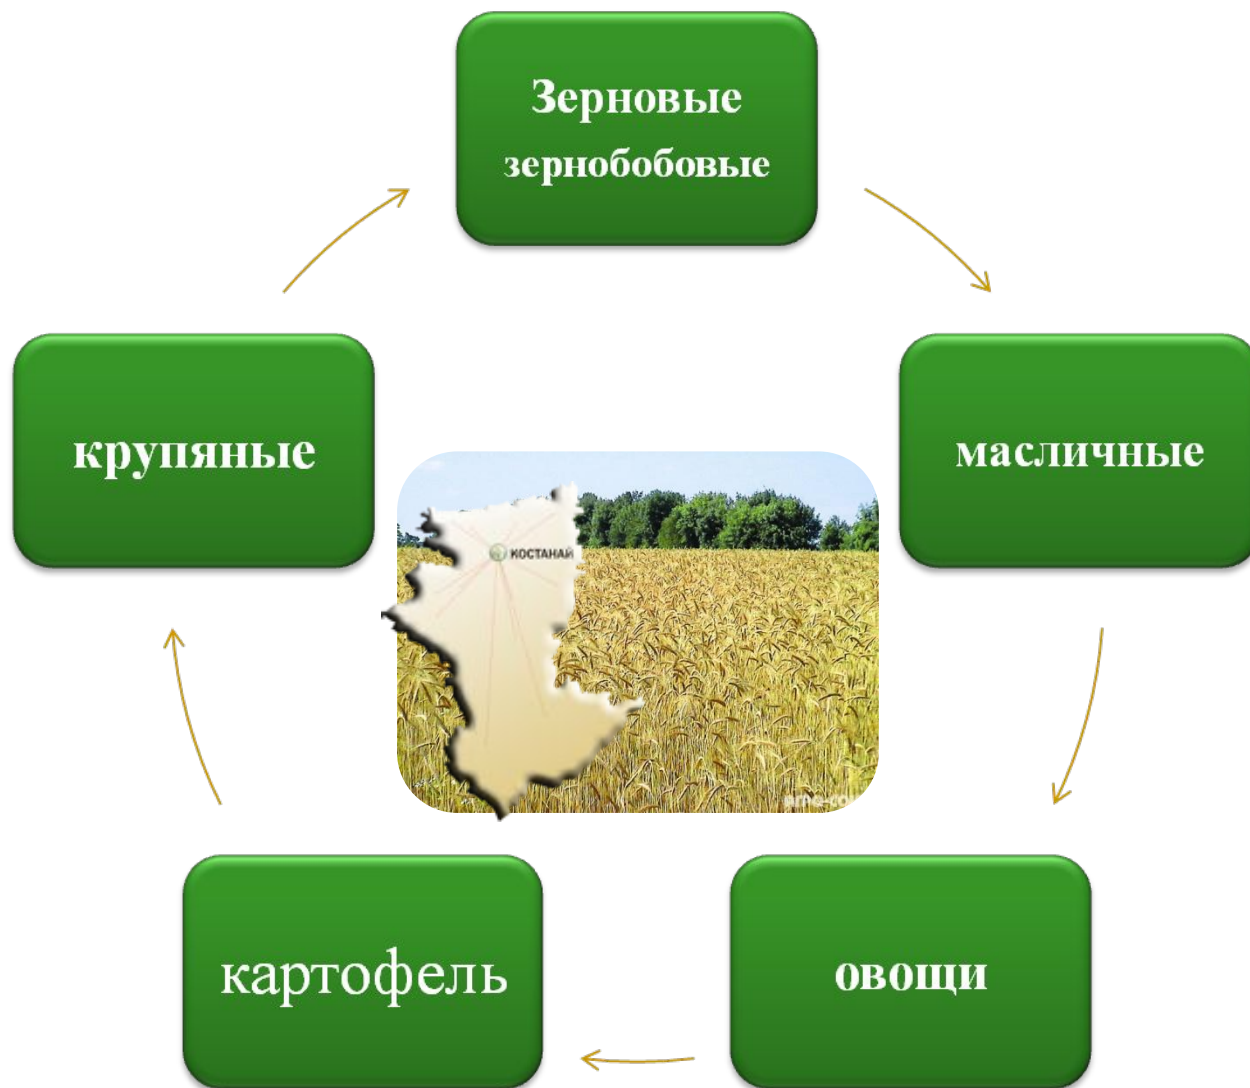 Зерновые
зернобобовые
масличные
овощи
картофель
крупяные
КОСТАНАЙ